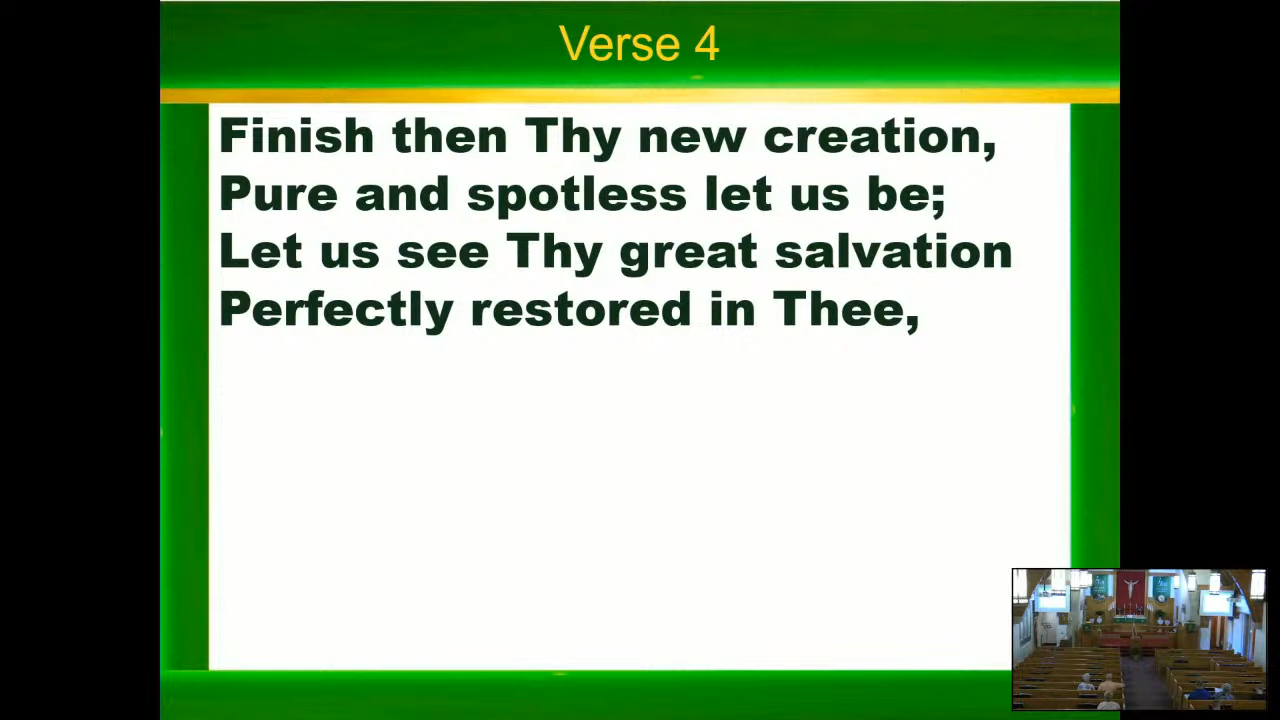 Verse 4
Finish then Thy new creation,
Pure and spotless let us be;
Let us see Thy great salvation
Perfectly restored in Thee,